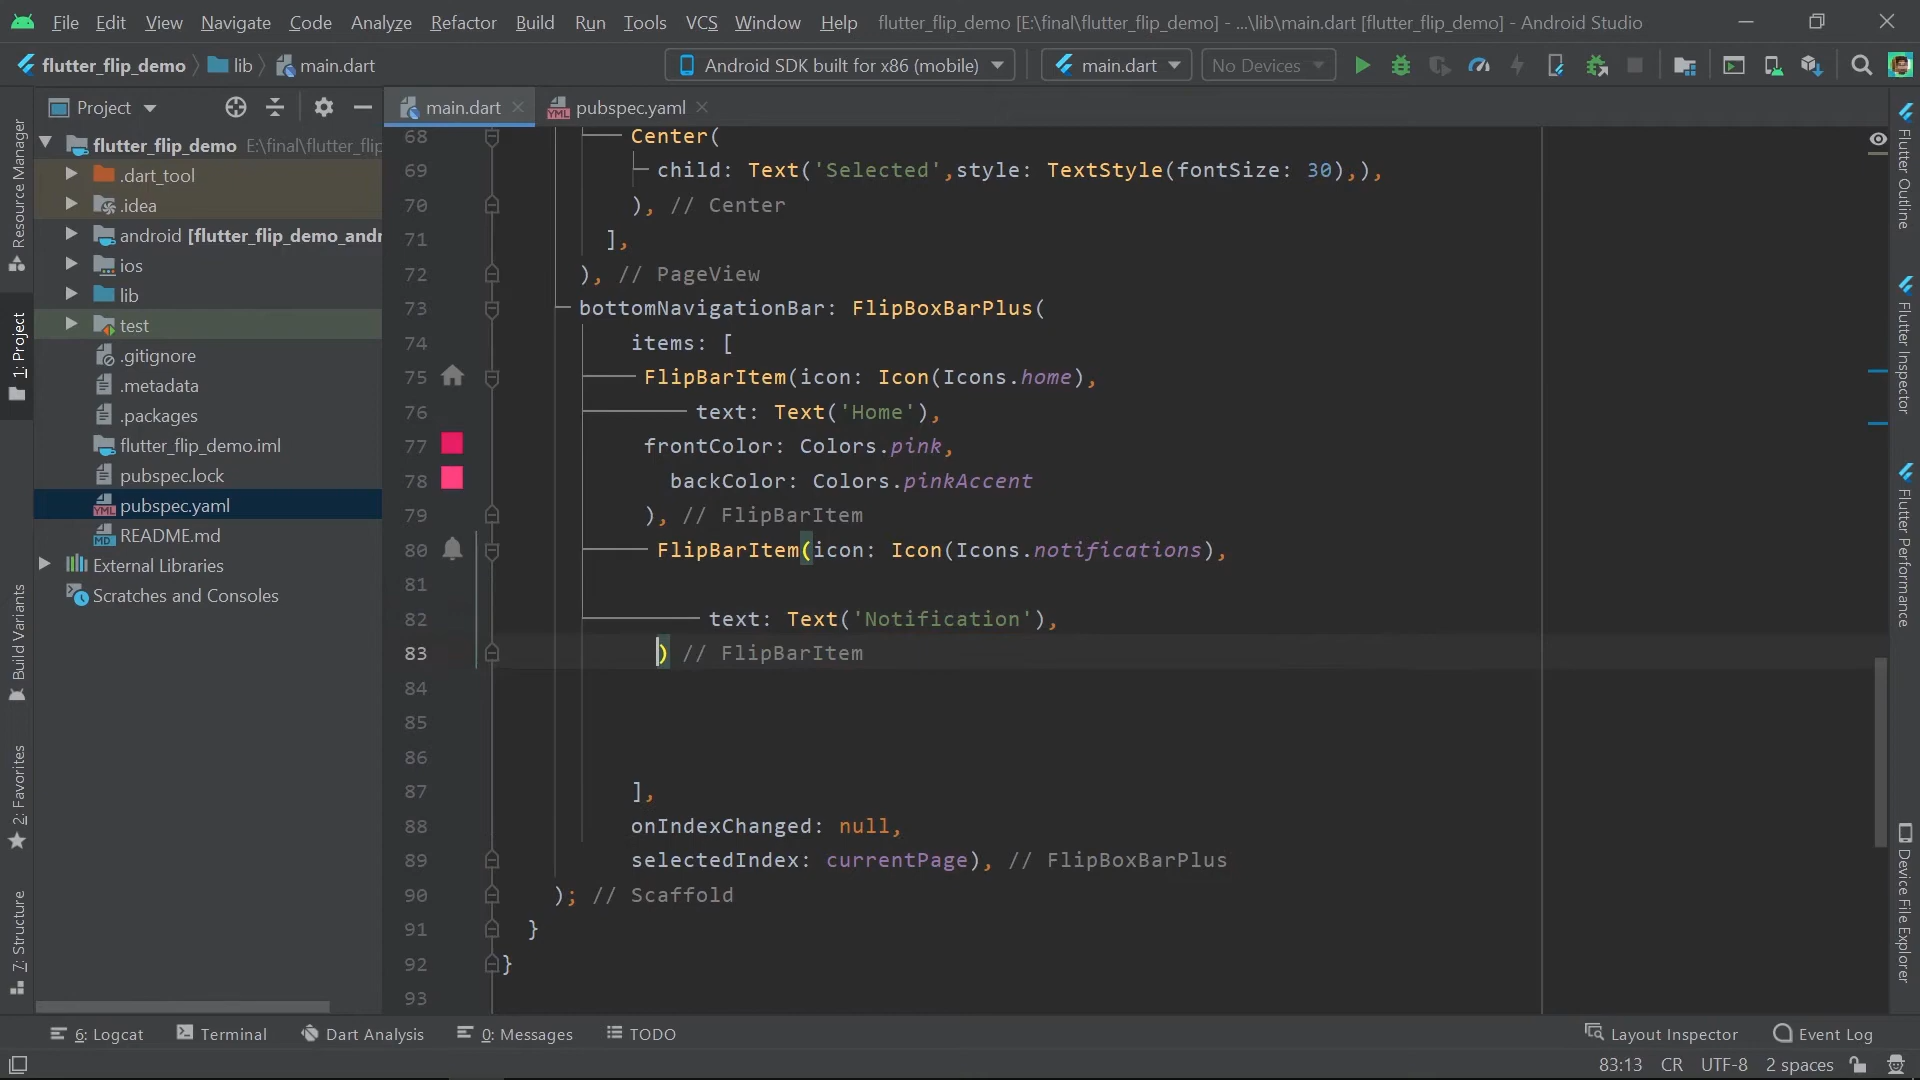 File Edit View Navigate Code Analyze Refactor Build Run Tools VCS Window Help flutter_flip_demo [E:\final\flutter_flip_demo] - ...\lib\main.dart [flutter_flip_demo] - Android Studio
flutter_flip_demo lib main.dart Android SDK built for x86 (mobile) main.dart No Devices
Project main.dart pubspec.yaml
flutter_flip_demo E:\final\flutter_flip
.dart_tool
.idea
android [flutter_flip_demo_andr
ios
lib
test
.gitignore
.metadata
.packages
flutter_flip_demo.iml
pubspec.lock
pubspec.yaml
README.md
External Libraries
Scratches and Consoles
Resource Manager
1: Project
Build Variants
2: Favorites
7: Structure
68 Center(
69 child: Text('Selected',style: TextStyle(fontSize: 30),),
70 ), // Center
71 ],
72 ), // PageView
73 bottomNavigationBar: FlipBoxBarPlus(
74 items: [
75 FlipBarItem(icon: Icon(Icons.home),
76 text: Text('Home'),
77 frontColor: Colors.pink,
78 backColor: Colors.pinkAccent
79 ), // FlipBarItem
80 FlipBarItem(icon: Icon(Icons.notifications),
81
82 text: Text('Notification'),
83 ) // FlipBarItem
84
85
86
87 ],
88 onIndexChanged: null,
89 selectedIndex: currentPage), // FlipBoxBarPlus
90 ); // Scaffold
91 }
92 }
93
Flutter Outline
Flutter Inspector
Flutter Performance
Device File Explorer
6: Logcat Terminal Dart Analysis 0: Messages TODO Layout Inspector Event Log
83:13 CR UTF-8 2 spaces